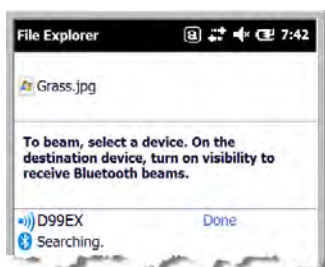 File Explorer 7:42
Grass.jpg
To beam, select a device. On the
destination device, turn on visibility to
receive Bluetooth beams.
D99EX Done
Searching.